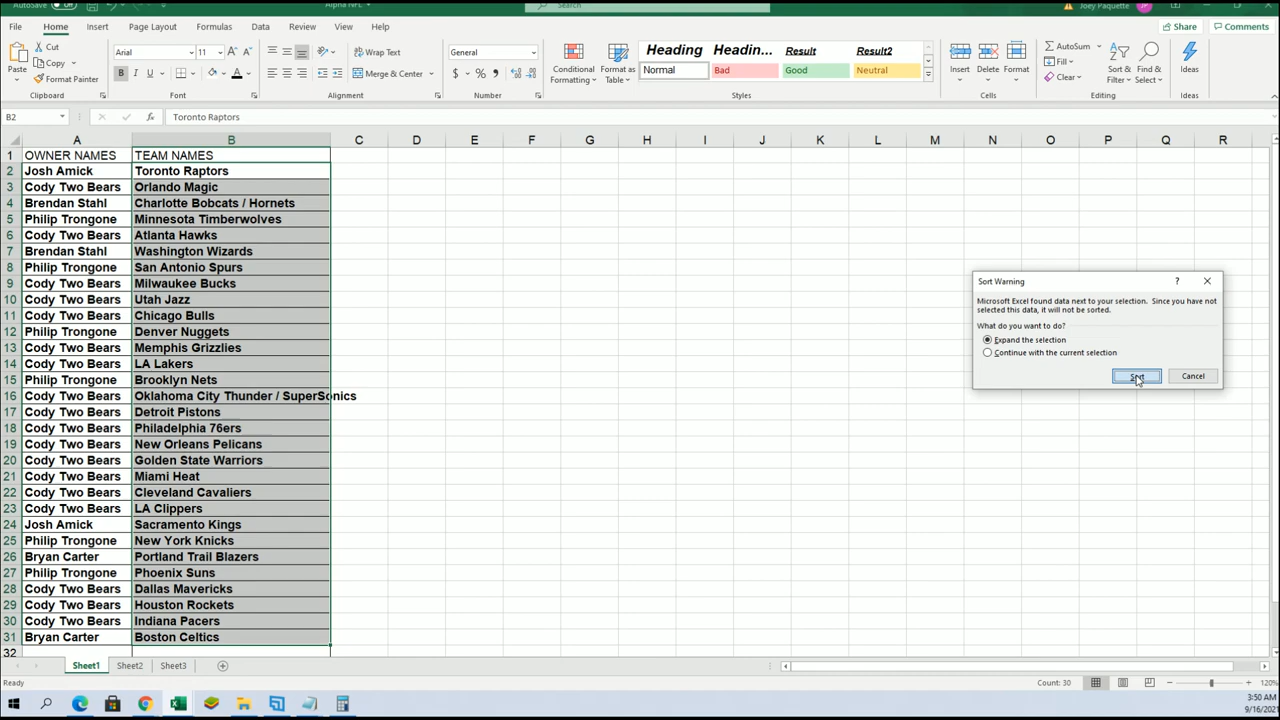 AutoSave Off Alpha NFL Search Joey Paquette JP
File Home Insert Page Layout Formulas Data Review View Help Share Comments
Paste Cut Copy Format Painter Clipboard
Arial 11 A A B I U A Font
Wrap Text Merge & Center Alignment
General $ % , Number
Conditional Formatting Format as Table
Heading Headin... Result Result2
Normal Bad Good Neutral
Styles
Insert Delete Format Cells
AutoSum Fill Clear Sort & Filter Find & Select Editing
Ideas Ideas
B2 fx Toronto Raptors
A B C D E F G H I J K L M N O P Q R
1 OWNER NAMES TEAM NAMES
2 Josh Amick Toronto Raptors
3 Cody Two Bears Orlando Magic
4 Brendan Stahl Charlotte Bobcats / Hornets
5 Philip Trongone Minnesota Timberwolves
6 Cody Two Bears Atlanta Hawks
7 Brendan Stahl Washington Wizards
8 Philip Trongone San Antonio Spurs
9 Cody Two Bears Milwaukee Bucks
10 Cody Two Bears Utah Jazz
11 Cody Two Bears Chicago Bulls
12 Philip Trongone Denver Nuggets
13 Cody Two Bears Memphis Grizzlies
14 Cody Two Bears LA Lakers
15 Philip Trongone Brooklyn Nets
16 Cody Two Bears Oklahoma City Thunder / SuperSonics
17 Cody Two Bears Detroit Pistons
18 Cody Two Bears Philadelphia 76ers
19 Cody Two Bears New Orleans Pelicans
20 Cody Two Bears Golden State Warriors
21 Cody Two Bears Miami Heat
22 Cody Two Bears Cleveland Cavaliers
23 Cody Two Bears LA Clippers
24 Josh Amick Sacramento Kings
25 Philip Trongone New York Knicks
26 Bryan Carter Portland Trail Blazers
27 Philip Trongone Phoenix Suns
28 Cody Two Bears Dallas Mavericks
29 Cody Two Bears Houston Rockets
30 Cody Two Bears Indiana Pacers
31 Bryan Carter Boston Celtics
32
Sort Warning ?
Microsoft Excel found data next to your selection. Since you have not
selected this data, it will not be sorted.
What do you want to do?
Expand the selection
Continue with the current selection
Sort Cancel
Sheet1 Sheet2 Sheet3
Ready Count: 30 120%
3:50 AM